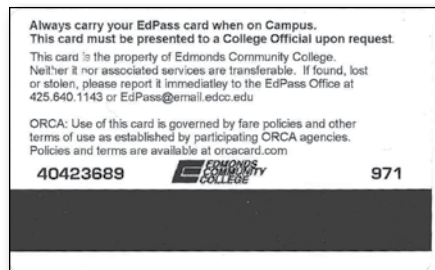 Always carry your EdPass card when on Campus.
This card must be presented to a College Official upon request.
This card is the property of Edmonds Community College.
Neither it nor associated services are transferable. If found, lost
or stolen, please report it immediatley to the EdPass Office at
425.640.1143 or EdPass@email.edcc.edu
ORCA: Use of this card is governed by fare policies and other
terms of use as established by participating ORCA agencies.
Policies and terms are available at orcacard.com
40423689
EDMONDS
COMMUNITY
COLLEGE
971